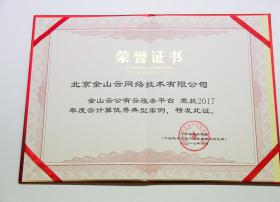 荣誉证书
北京金山云网络技术有限公司
金山云公有云服务平台 荣获2017
年度云计算优秀典型案例，特发此证。